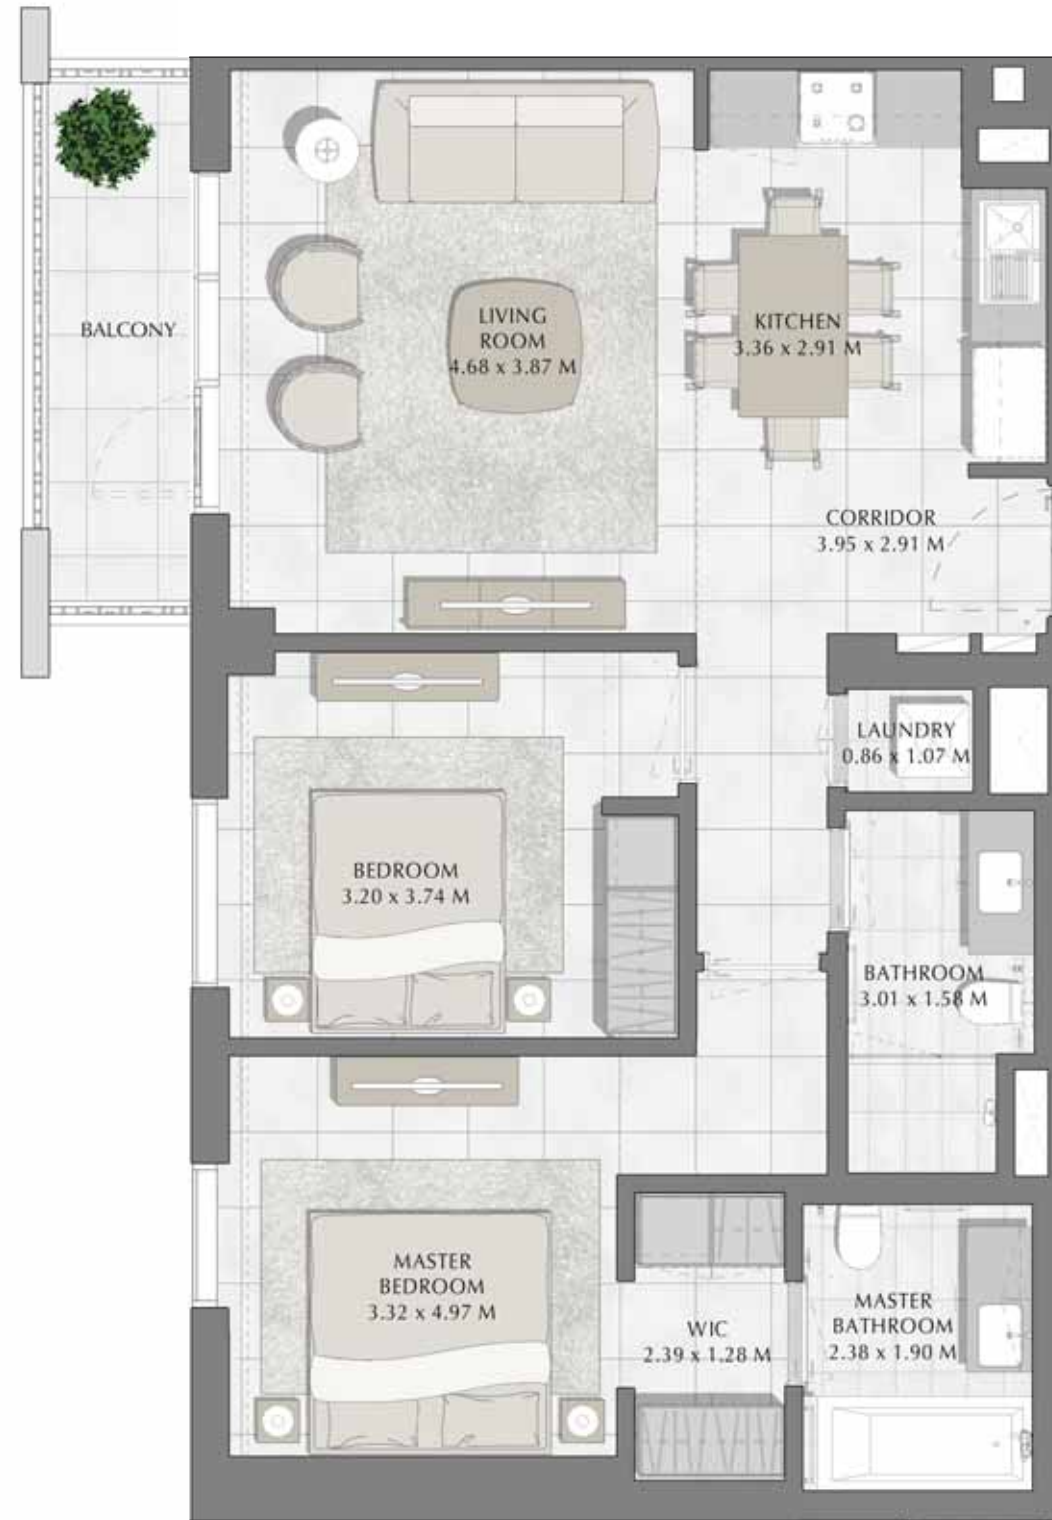 BALCONY
LIVING
ROOM
4.68 x 3.87 M
KITCHEN
3.36 x 2.91 M
CORRIDOR
3.95 x 2.91 M
LAUNDRY
0.86 x 1.07 M
BEDROOM
3.20 x 3.74 M
BATHROOM
3.01 x 1.58 M
MASTER
BEDROOM
3.32 x 4.97 M
WIC
2.39 x 1.28 M
MASTER
BATHROOM
2.38 x 1.90 M